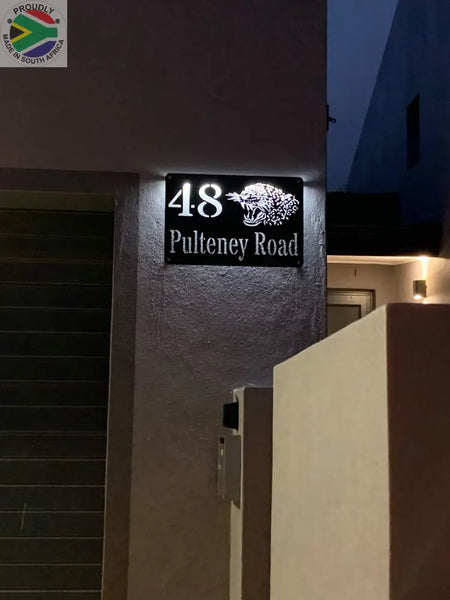 PROUDLY
MADE IN SOUTH AFRICA
48
Pulteney Road